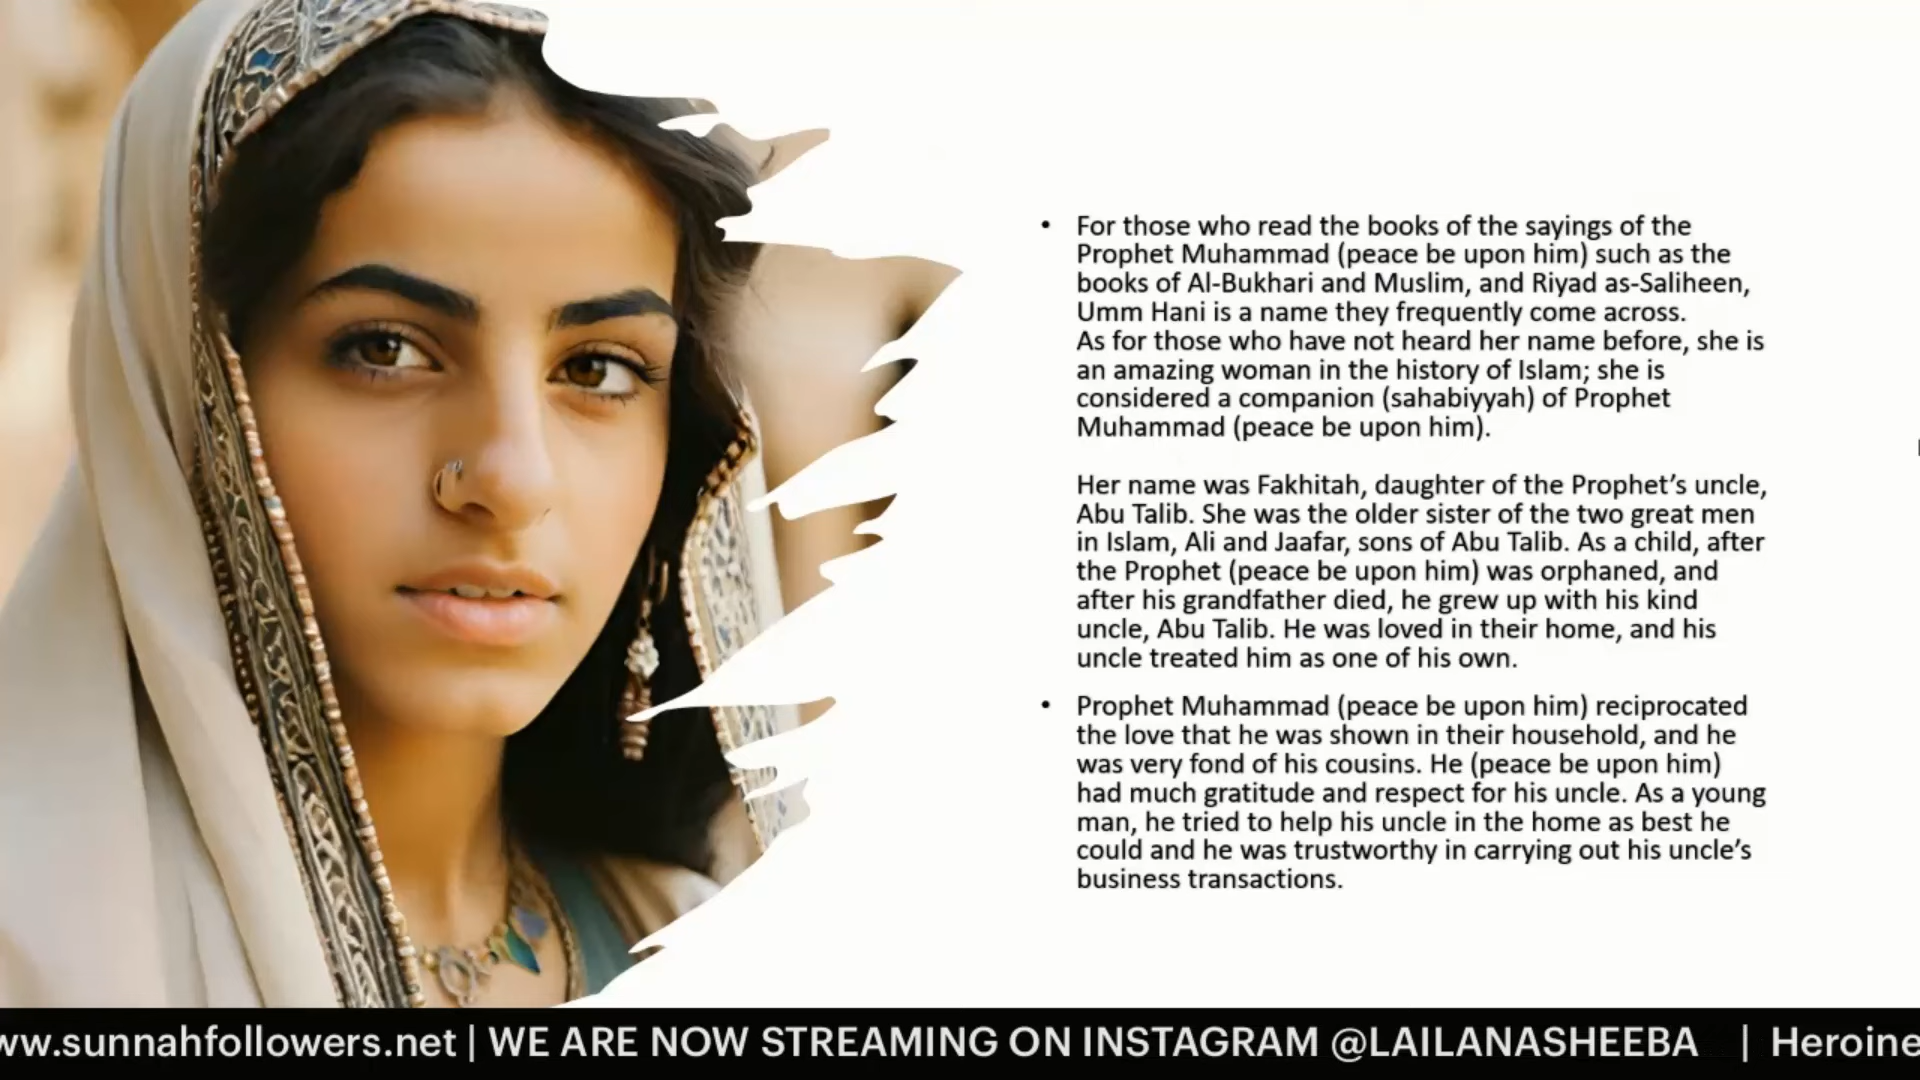 • For those who read the books of the sayings of the
Prophet Muhammad (peace be upon him) such as the
books of Al-Bukhari and Muslim, and Riyad as-Saliheen,
Umm Hani is a name they frequently come across.
As for those who have not heard her name before, she is
an amazing woman in the history of Islam; she is
considered a companion (sahabiyyah) of Prophet
Muhammad (peace be upon him).
Her name was Fakhitah, daughter of the Prophet’s uncle,
Abu Talib. She was the older sister of the two great men
in Islam, Ali and Jaafar, sons of Abu Talib. As a child, after
the Prophet (peace be upon him) was orphaned, and
after his grandfather died, he grew up with his kind
uncle, Abu Talib. He was loved in their home, and his
uncle treated him as one of his own.
• Prophet Muhammad (peace be upon him) reciprocated
the love that he was shown in their household, and he
was very fond of his cousins. He (peace be upon him)
had much gratitude and respect for his uncle. As a young
man, he tried to help his uncle in the home as best he
could and he was trustworthy in carrying out his uncle’s
business transactions.
ww.sunnahfollowers.net | WE ARE NOW STREAMING ON INSTAGRAM @LAILANASHEEBA | Heroine